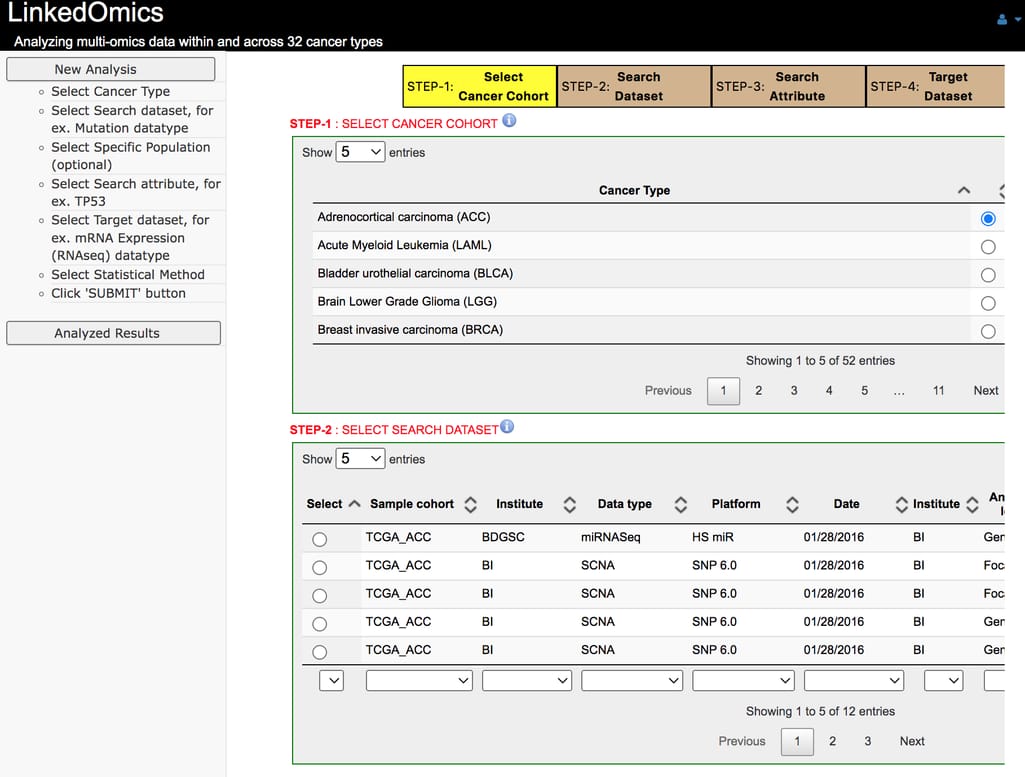 LinkedOmics
Analyzing multi-omics data within and across 32 cancer types
New Analysis
Select Cancer Type
Select Search dataset, for
ex. Mutation datatype
Select Specific Population
(optional)
Select Search attribute, for
ex. TP53
Select Target dataset, for
ex. mRNA Expression
(RNAseq) datatype
Select Statistical Method
Click 'SUBMIT' button
Analyzed Results
STEP-1: Select Cancer Cohort
STEP-2: Search Dataset
STEP-3: Search Attribute
STEP-4: Target Dataset
STEP-1 : SELECT CANCER COHORT i
Show 5 entries
Cancer Type
Adrenocortical carcinoma (ACC)
Acute Myeloid Leukemia (LAML)
Bladder urothelial carcinoma (BLCA)
Brain Lower Grade Glioma (LGG)
Breast invasive carcinoma (BRCA)
Showing 1 to 5 of 52 entries
Previous 1 2 3 4 5 … 11 Next
STEP-2 : SELECT SEARCH DATASET i
Show 5 entries
Select Sample cohort Institute Data type Platform Date Institute An
TCGA_ACC BDGSC miRNASeq HS miR 01/28/2016 BI Gen
TCGA_ACC BI SCNA SNP 6.0 01/28/2016 BI Foc
TCGA_ACC BI SCNA SNP 6.0 01/28/2016 BI Foc
TCGA_ACC BI SCNA SNP 6.0 01/28/2016 BI Gen
TCGA_ACC BI SCNA SNP 6.0 01/28/2016 BI Gen
Showing 1 to 5 of 12 entries
Previous 1 2 3 Next